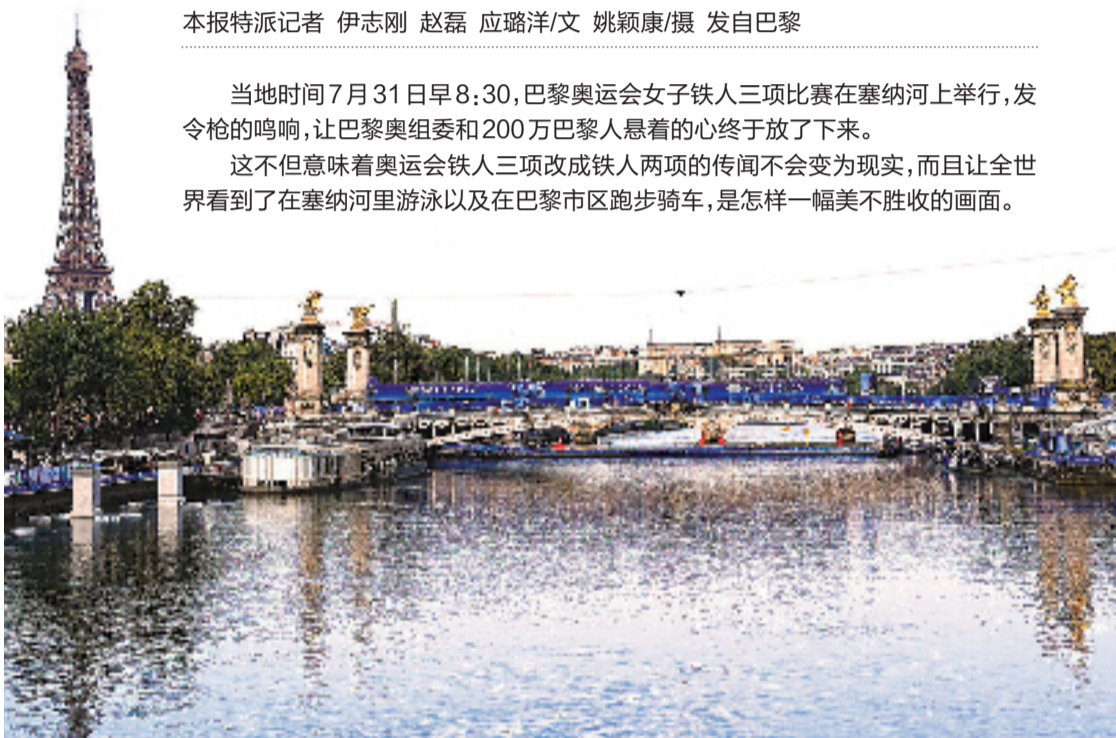 本报特派记者 伊志刚 赵磊 应璐洋/文 姚颖康/摄 发自巴黎
当地时间7月31日早8:30,巴黎奥运会女子铁人三项比赛在塞纳河上举行,发
令枪的鸣响,让巴黎奥组委和200万巴黎人悬着的心终于放了下来。
这不但意味着奥运会铁人三项改成铁人两项的传闻不会变为现实,而且让全世
界看到了在塞纳河里游泳以及在巴黎市区跑步骑车,是怎样一幅美不胜收的画面。